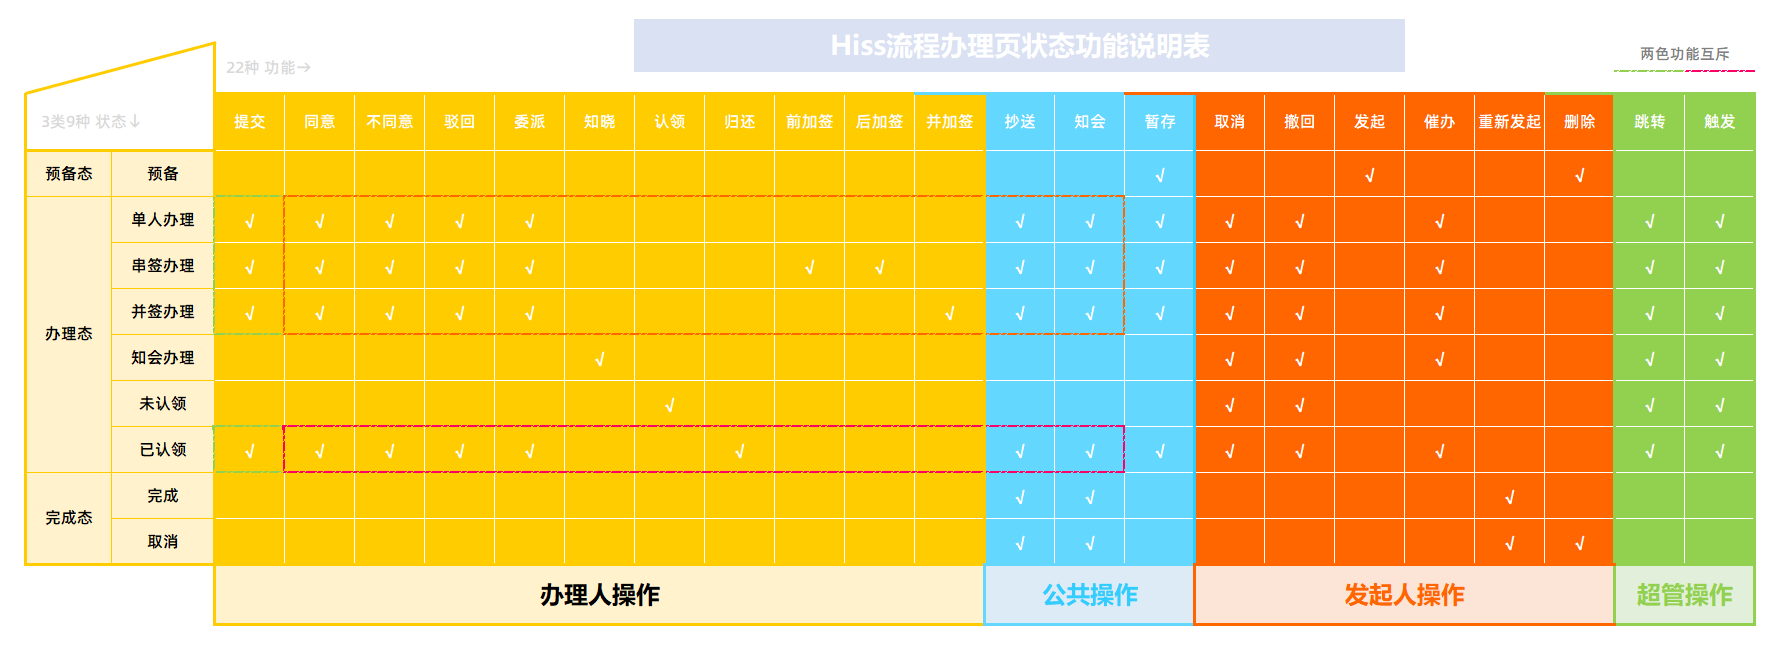 Hiss流程办理页状态功能说明表
22种 功能→
两色功能互斥
3类9种 状态↓
提交 同意 不同意 驳回 委派 知晓 认领 归还 前加签 后加签 并加签 抄送 知会 暂存 取消 撤回 发起 催办 重新发起 删除 跳转 触发
预备态 预备 √ √ √
单人办理 √ √ √ √ √ √ √ √ √ √ √ √ √
串签办理 √ √ √ √ √ √ √ √ √ √ √ √ √ √ √
并签办理 √ √ √ √ √ √ √ √ √ √ √ √ √ √
办理态
知会办理 √ √ √ √ √ √
未认领 √ √ √ √ √
已认领 √ √ √ √ √ √ √ √ √ √ √ √ √ √
完成 √ √ √
完成态
取消 √ √ √ √
办理人操作 公共操作 发起人操作 超管操作